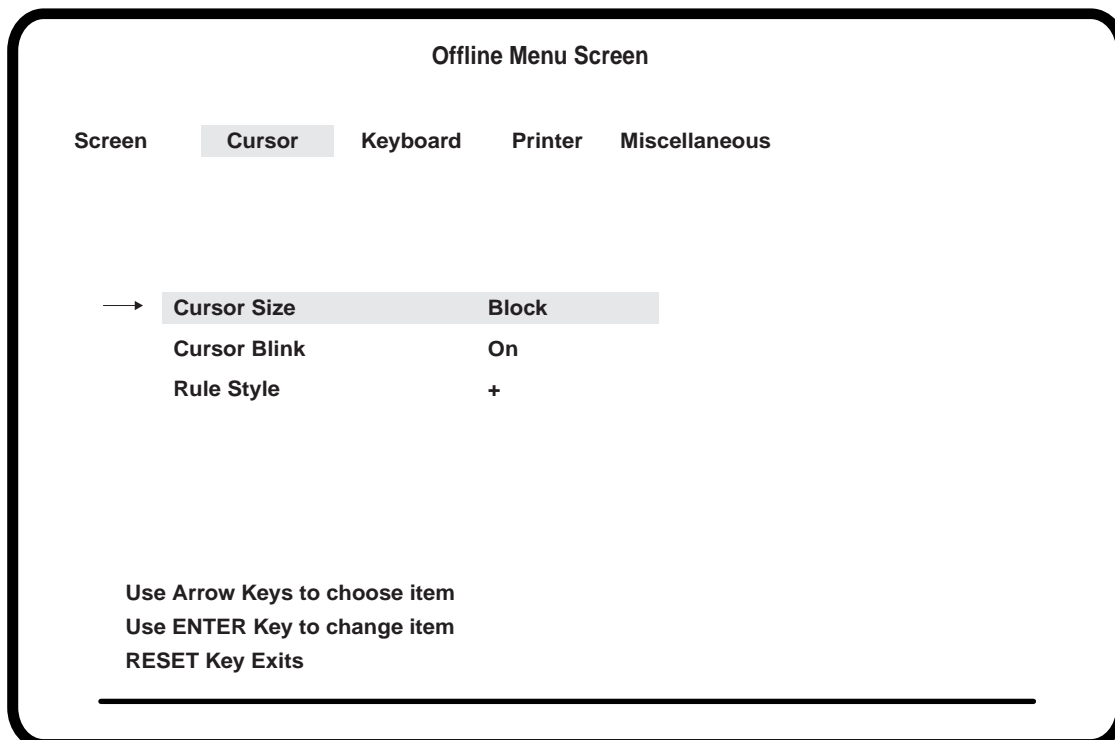 Offline Menu Screen
Screen Cursor Keyboard Printer Miscellaneous
Cursor Size Block
Cursor Blink On
Rule Style +
Use Arrow Keys to choose item
Use ENTER Key to change item
RESET Key Exits